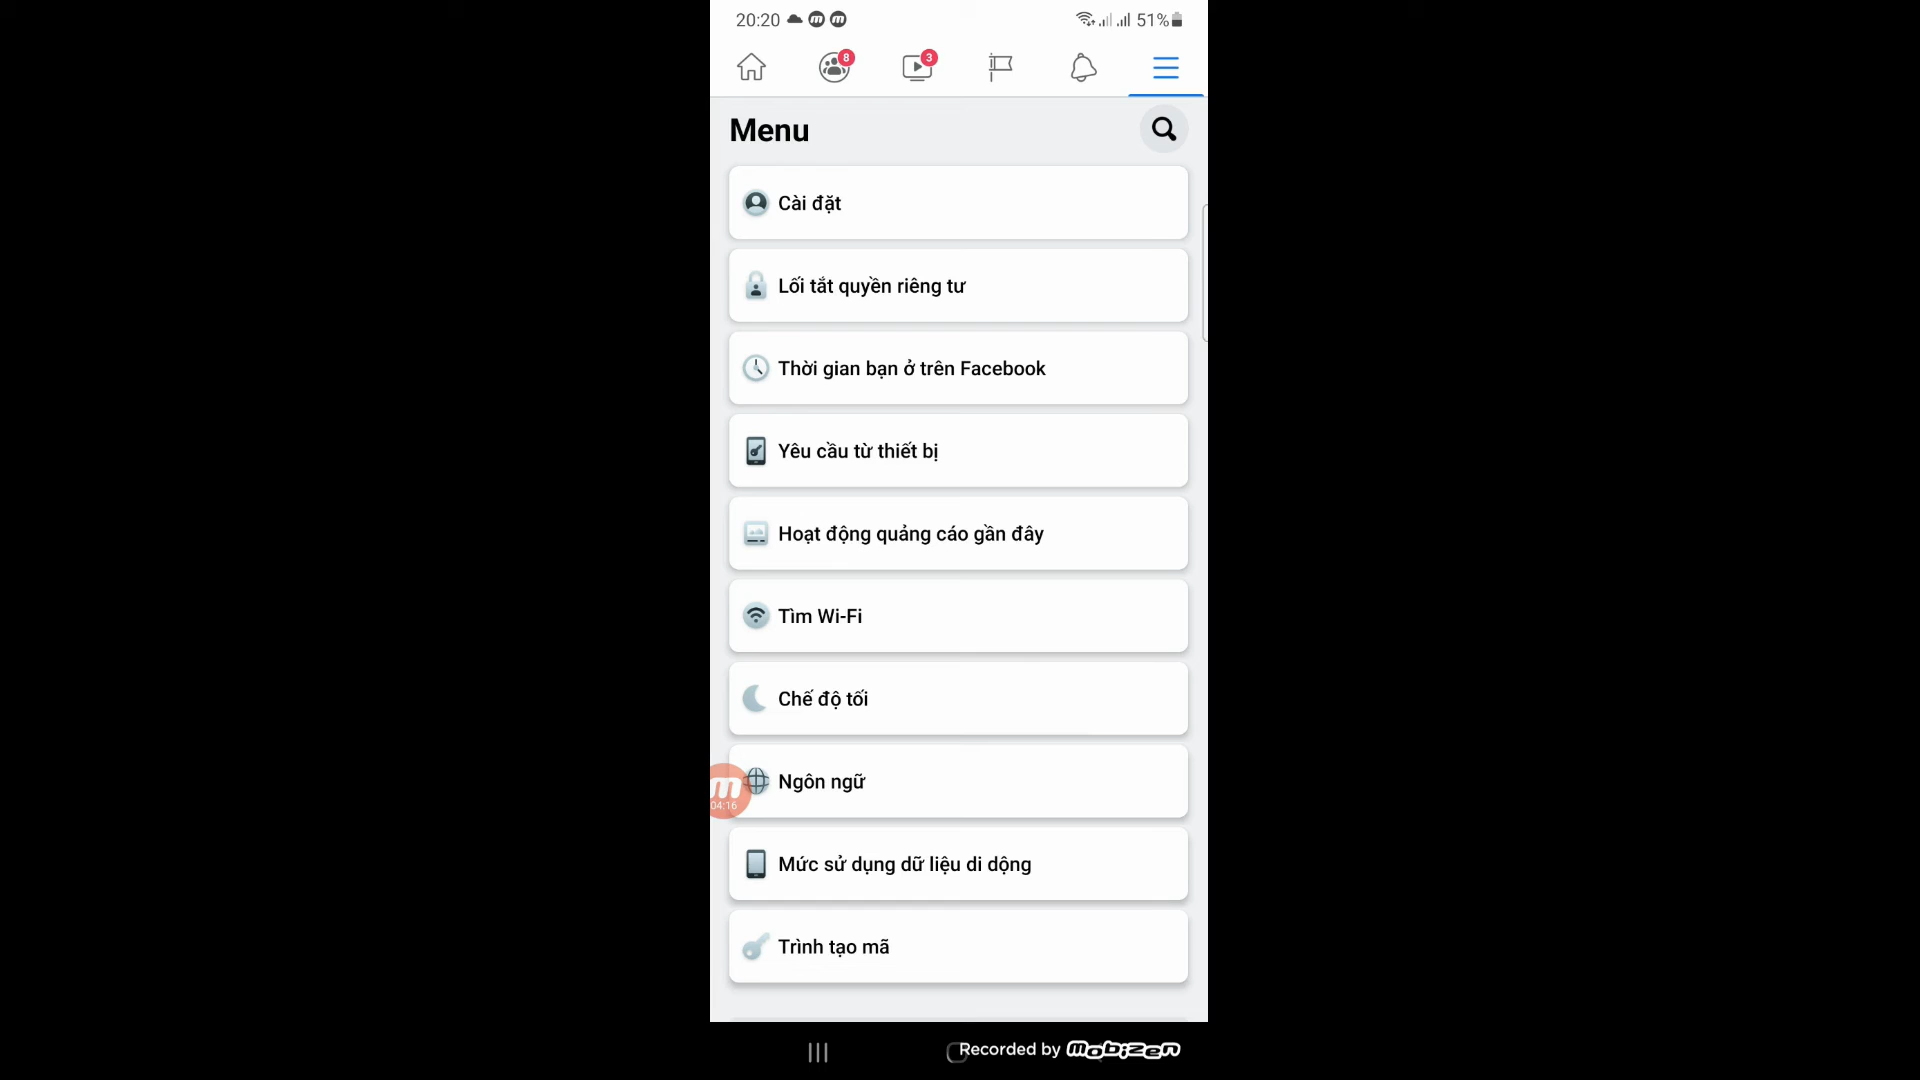 20:20 51%
8 3
Menu
Cài đặt
Lối tắt quyền riêng tư
Thời gian bạn ở trên Facebook
Yêu cầu từ thiết bị
Hoạt động quảng cáo gần đây
Tìm Wi-Fi
Chế độ tối
Ngôn ngữ
04:16
Mức sử dụng dữ liệu di động
Trình tạo mã
Recorded by mobizen